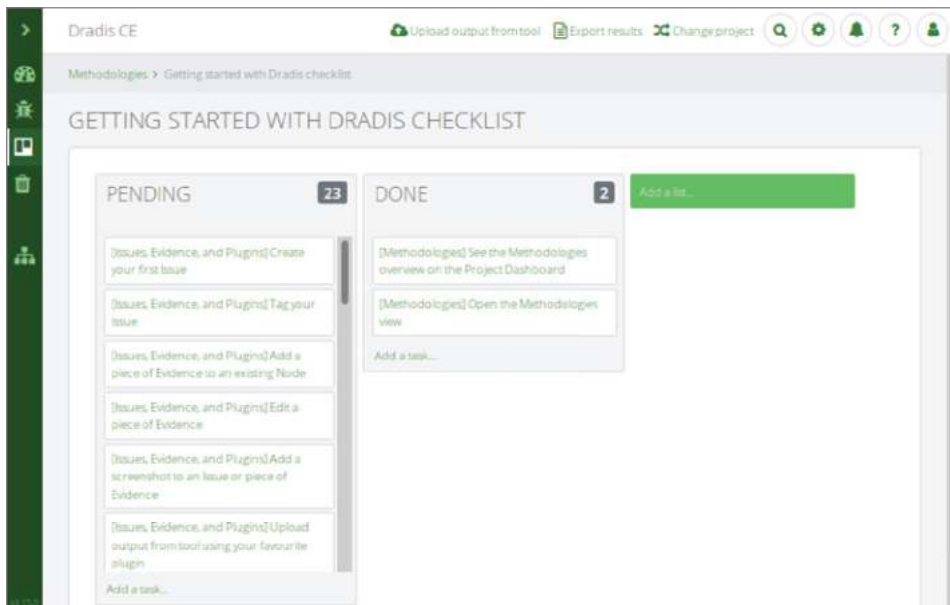 Dradis CE
Upload output from tool
Export results
Change project
?
Methodologies > Getting started with Dradis checklist
GETTING STARTED WITH DRADIS CHECKLIST
PENDING
23
[Issues, Evidence, and Plugins] Create
your first Issue
[Issues, Evidence, and Plugins] Tag your
Issue
[Issues, Evidence, and Plugins] Add a
piece of Evidence to an existing Node
[Issues, Evidence, and Plugins] Edit a
piece of Evidence
[Issues, Evidence, and Plugins] Add a
screenshot to an Issue or piece of
Evidence
[Issues, Evidence, and Plugins] Upload
output from tool using your favourite
plugin
Add a task...
DONE
2
[Methodologies] See the Methodologies
overview on the Project Dashboard
[Methodologies] Open the Methodologies
view
Add a task...
Add a list...